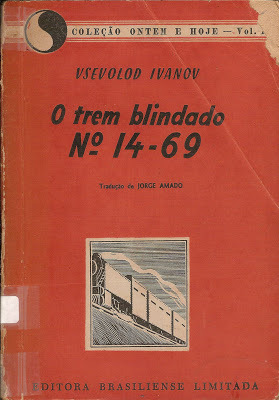 COLEÇÃO ONTEM E HOJE — Vol.
VSEVOLOD IVANOV
O trem blindado
Nº 14-69
Tradução de JORGE AMADO
EDITORA BRASILIENSE LIMITADA